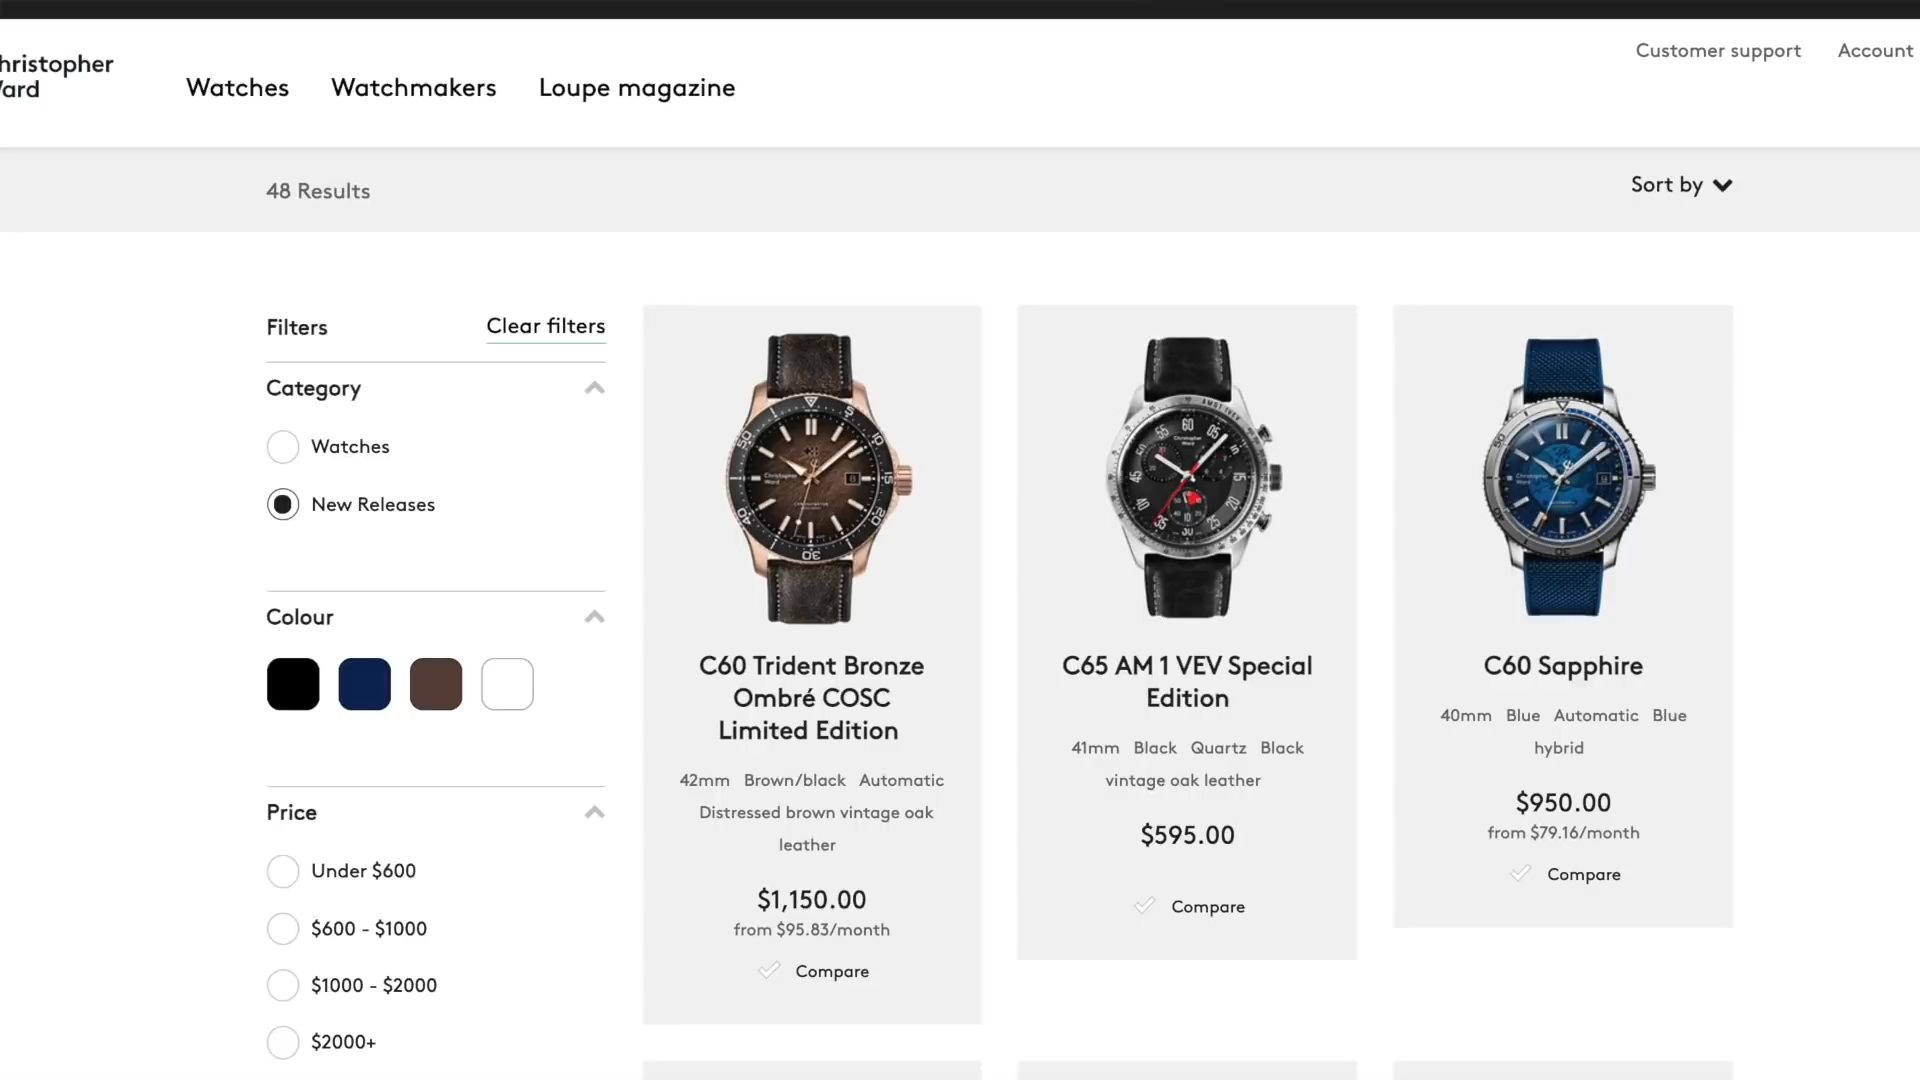 Customer support Account
hristopher
Ward
Watches Watchmakers Loupe magazine
48 Results
Sort by
Filters Clear filters
Category
Watches
New Releases
Colour
Price
Under $600
$600 - $1000
$1000 - $2000
$2000+
C60 Trident Bronze
Ombré COSC
Limited Edition
42mm Brown/black Automatic
Distressed brown vintage oak
leather
$1,150.00
from $95.83/month
Compare
C65 AM 1 VEV Special
Edition
41mm Black Quartz Black
vintage oak leather
$595.00
Compare
C60 Sapphire
40mm Blue Automatic Blue
hybrid
$950.00
from $79.16/month
Compare